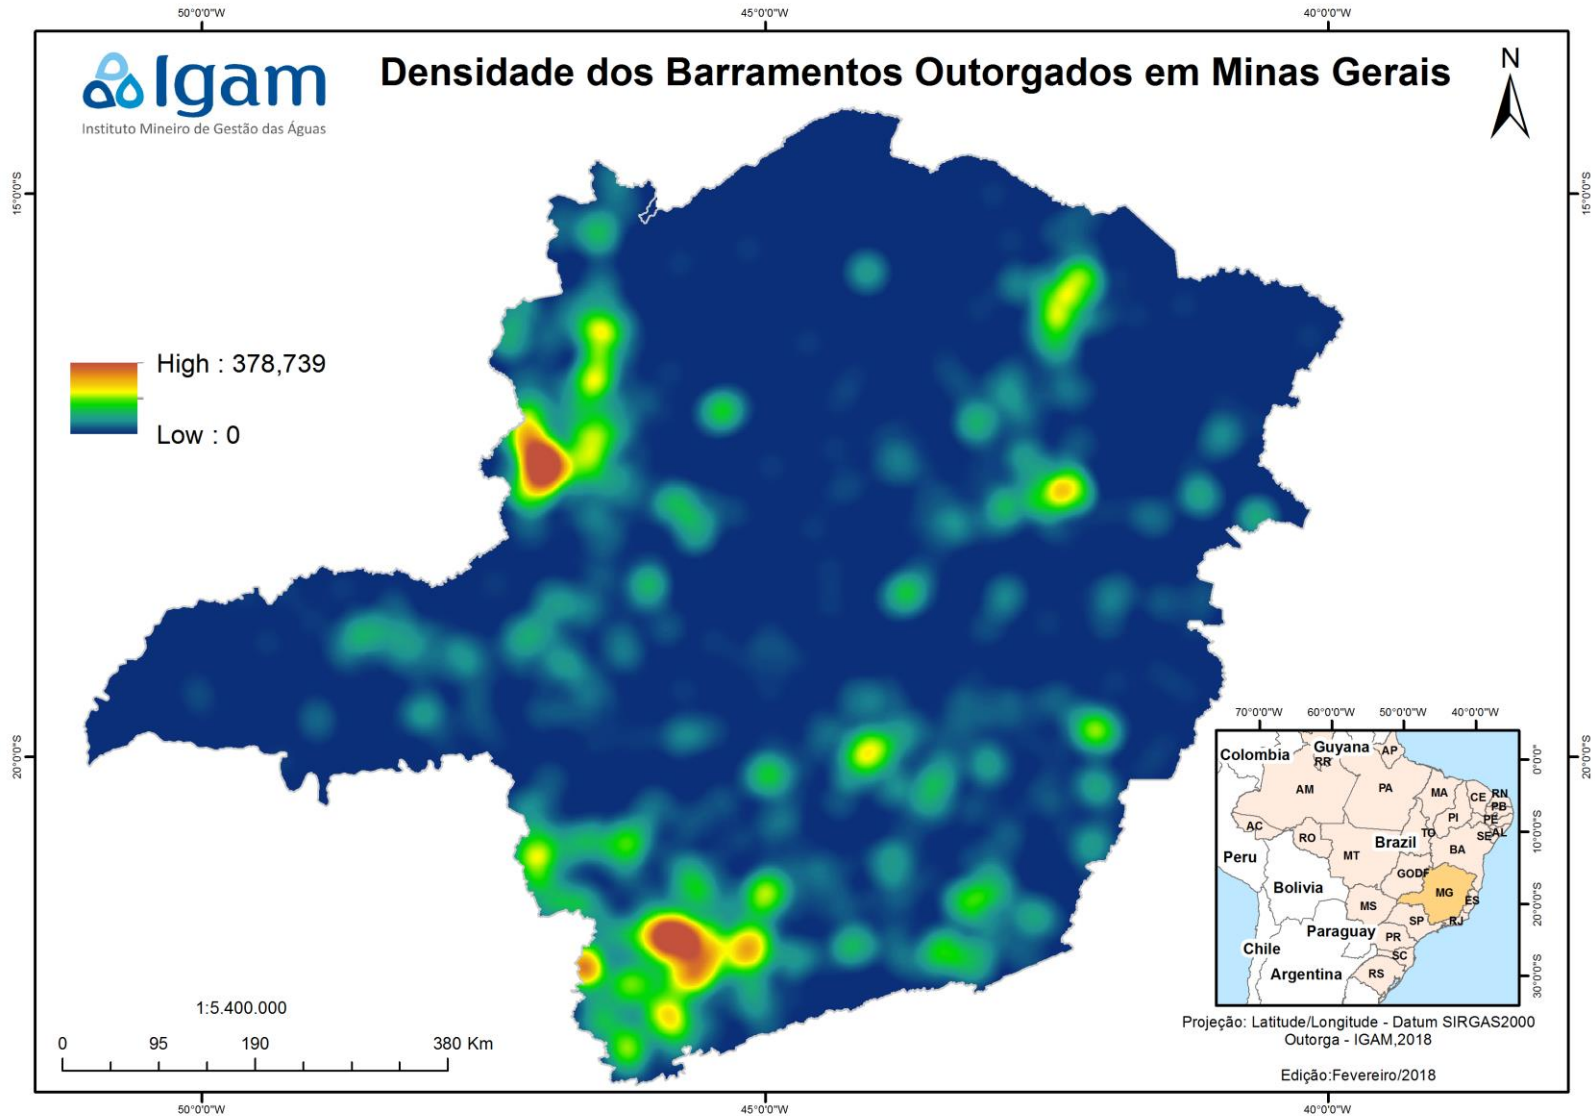 50°0'0"W
45°0'0"W
40°0'0"W
Igam
Instituto Mineiro de Gestão das Águas
Densidade dos Barramentos Outorgados em Minas Gerais
N
15°0'0"S
15°0'0"S
High : 378,739
Low : 0
20°0'0"S
20°0'0"S
70°0'0"W
60°0'0"W
50°0'0"W
40°0'0"W
Colombia
Guyana
AP
RR
0°0'0"
AM
PA
MA
CE
RN
PB
PI
PE
AC
TO
SE
AL
10°0'0"S
RO
Brazil
BA
Peru
MT
GO
DF
Bolivia
MG
MS
ES
20°0'0"S
SP
RJ
Paraguay
PR
Chile
SC
Argentina
RS
30°0'0"S
1:5.400.000
0 95 190 380 Km
Projeção: Latitude/Longitude - Datum SIRGAS2000
Outorga - IGAM,2018
Edição:Fevereiro/2018
50°0'0"W
45°0'0"W
40°0'0"W